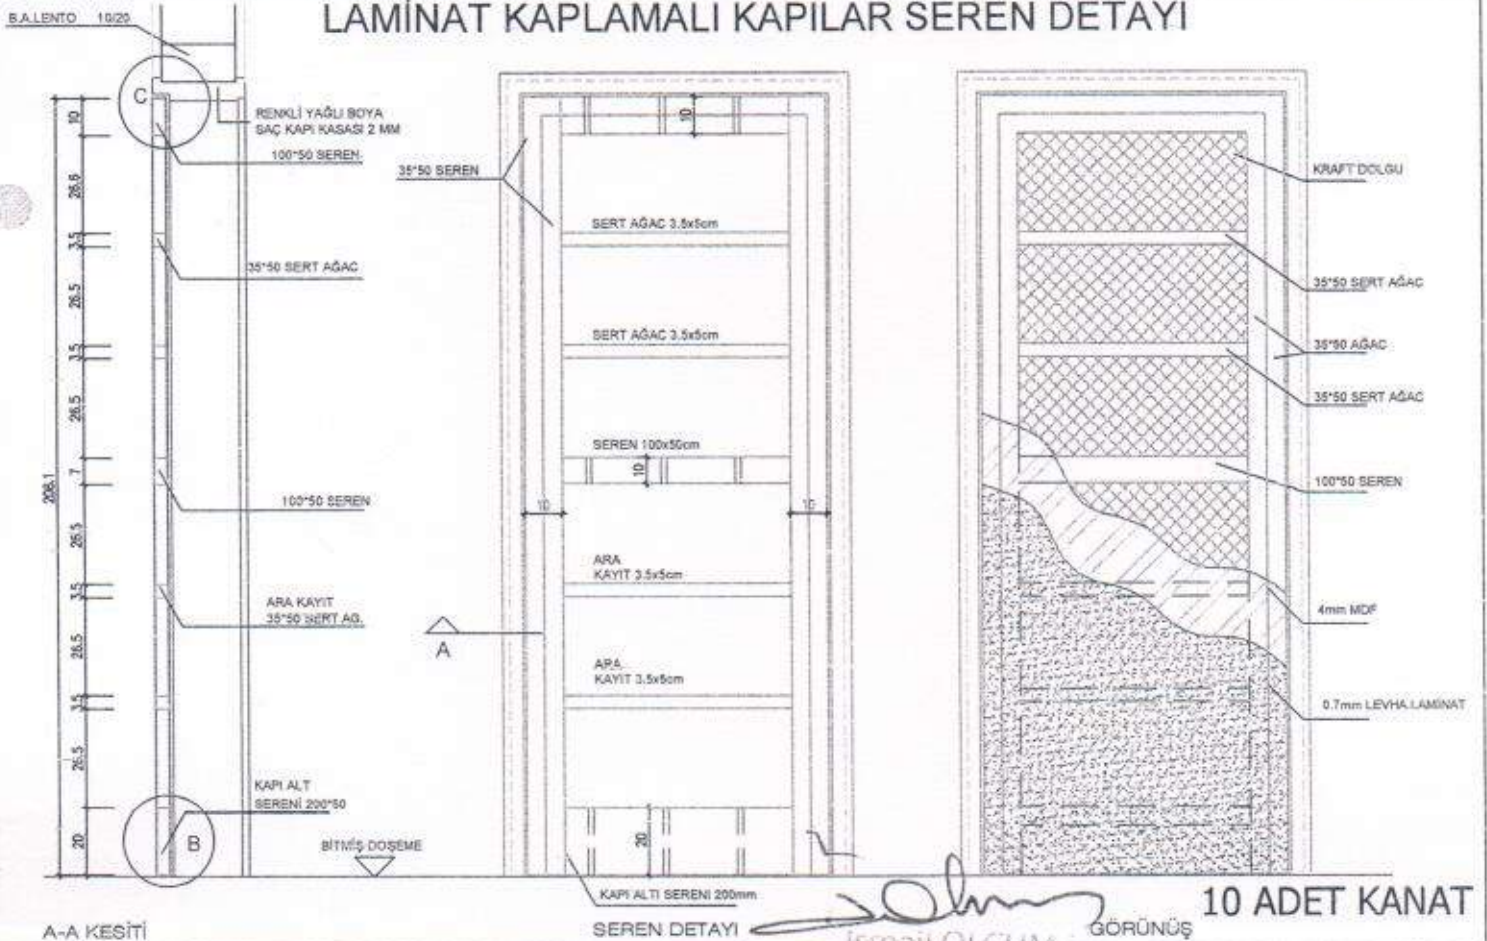 LAMİNAT KAPLAMALI KAPILAR SEREN DETAYI
B.A.LENTO 10/20
C
RENKLİ YAĞLI BOYA
SAÇ KAPI KASASI 2 MM
100*50 SEREN
35*50 SERT AĞAC
100*50 SEREN
ARA KAYIT
35*50 SERT AG.
KAPI ALT
SERENİ 200*50
B
BİTMİŞ DOŞEME
10
26.5
3.5
26.5
3.5
26.5
7
26.5
3.5
26.5
3.5
26.5
20
A-A KESİTİ
35*50 SEREN
10
SERT AĞAC 3.5x5cm
SERT AĞAC 3.5x5cm
SEREN 100x50cm
10
10
10
ARA
KAYIT 3.5x5cm
A
ARA
KAYIT 3.5x5cm
20
KAPI ALTI SERENI 200mm
SEREN DETAYI
KRAFT DOLGU
35*50 SERT AĞAC
35*50 AĞAC
35*50 SERT AĞAC
100*50 SEREN
4mm MDF
0.7mm LEVHA LAMİNAT
10 ADET KANAT
GÖRÜNÜŞ